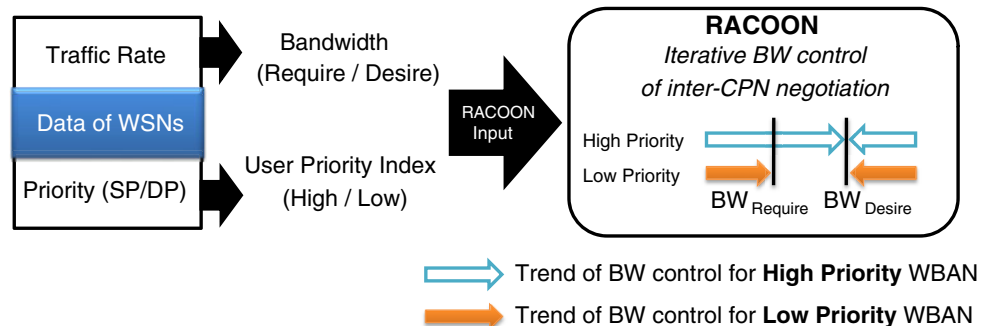 Traffic Rate
Data of WSNs
Priority (SP/DP)
Bandwidth
(Require / Desire)
User Priority Index
(High / Low)
RACOON
Input
RACOON
Iterative BW control
of inter-CPN negotiation
High Priority
Low Priority
BW Require BW Desire
Trend of BW control for High Priority WBAN
Trend of BW control for Low Priority WBAN